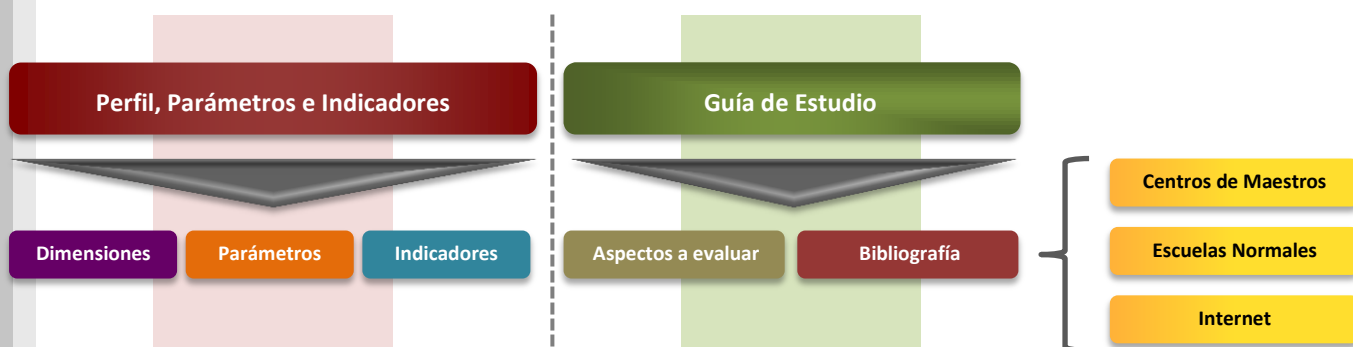 Perfil, Parámetros e Indicadores
Guía de Estudio
Dimensiones
Parámetros
Indicadores
Aspectos a evaluar
Bibliografía
Centros de Maestros
Escuelas Normales
Internet